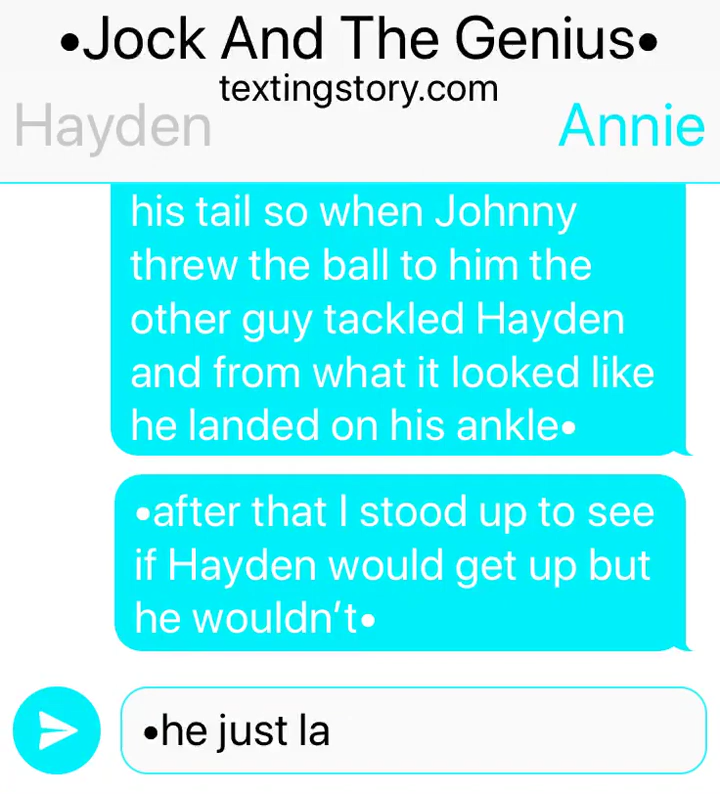 •Jock And The Genius•
textingstory.com
Hayden
Annie
his tail so when Johnny
threw the ball to him the
other guy tackled Hayden
and from what it looked like
he landed on his ankle•
•after that I stood up to see
if Hayden would get up but
he wouldn’t•
•he just la